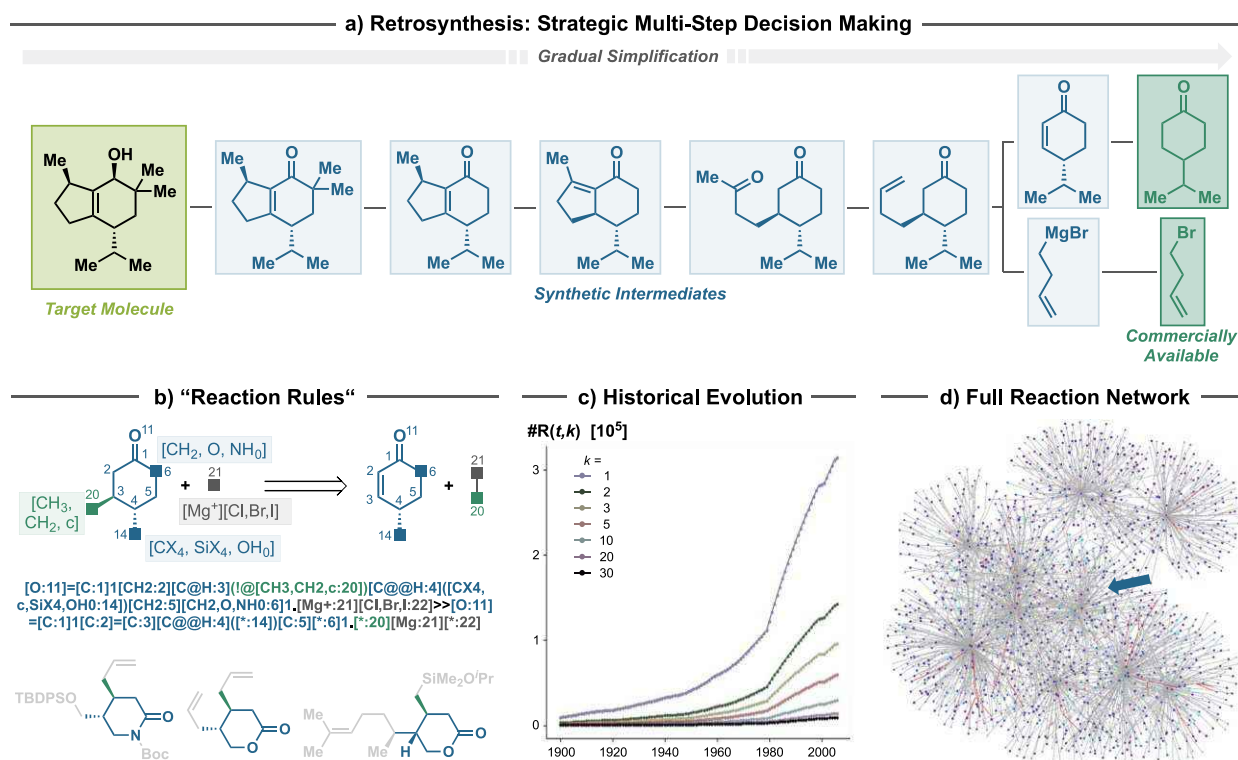 a) Retrosynthesis: Strategic Multi-Step Decision Making
Gradual Simplification
Me
OH
Me
Me
Me
Me
Target Molecule
Me
O
Me
Me
Me
Me
Me
O
Me
Me
Me
O
Me
Me
Me
O
O
Me
Me
O
Me
Me
Synthetic Intermediates
O
Me
Me
O
Me
Me
MgBr
Br
Commercially
Available
b) “Reaction Rules“
O 11
[CH2, O, NH0]
1
2
6
3
5
4
20
14
[CH3,
CH2, c]
+
21
[Mg+][Cl,Br,I]
[CX4, SiX4, OH0]
O 11
1
2
6
3
5
4
14
+
21
20
[O:11]=[C:1]1[CH2:2][C@H:3](!@[CH3,CH2,c:20])[C@@H:4]([CX4,
c,SiX4,OH0:14])[CH2:5][CH2,O,NH0:6]1.[Mg+:21][Cl,Br,I:22]>>[O:11]
=[C:1]1[C:2]=[C:3][C@@H:4]([*:14])[C:5][*:6]1.[*:20][Mg:21][*:22]
TBDPSO
N
O
Boc
O
O
SiMe2OiPr
Me
Me
Me
H
O
O
c) Historical Evolution
#R(t,k) [10^5]
k =
1
2
3
5
10
20
30
3
2
1
0
1900
1920
1940
1960
1980
2000
d) Full Reaction Network